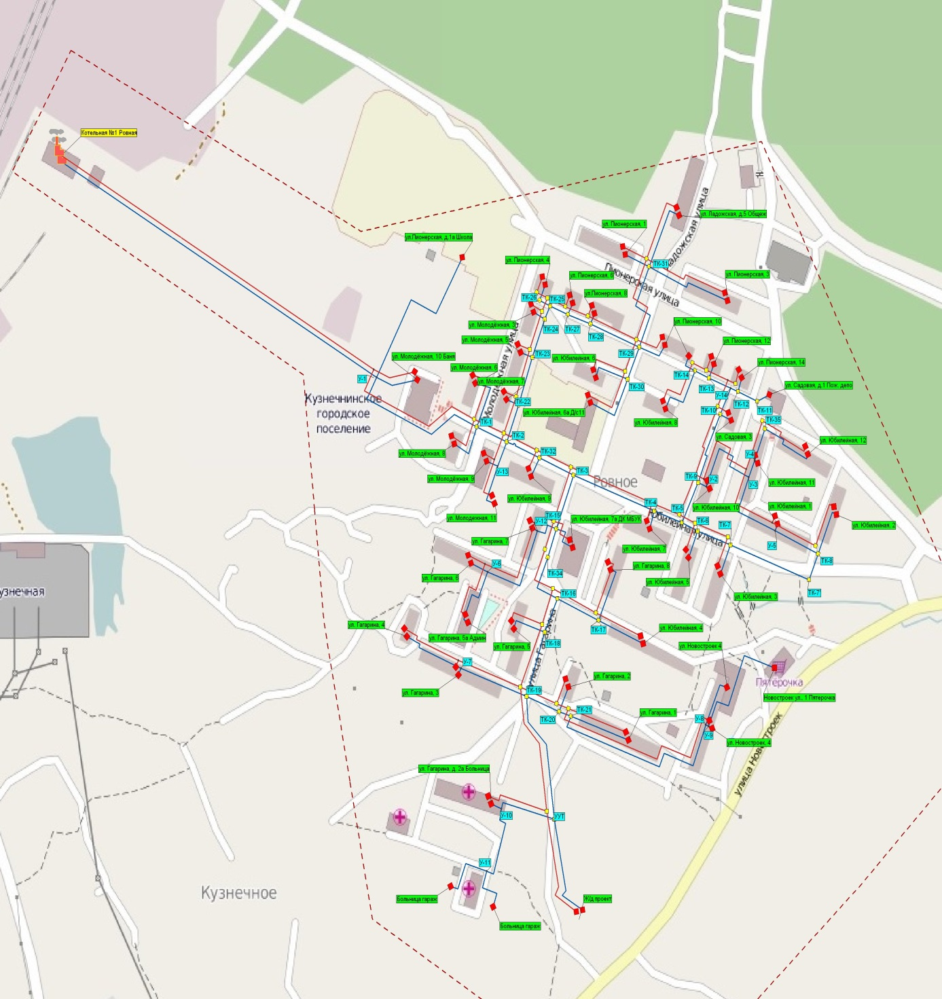 Котельная №1 Ровная
ул. Ладожская, д.5 Общеж
ул. Пионерская, 1
ул.Пионерская, д.1а Школа
ул. Пионерская, 4
ТК-31
Ладожская улица
Пионерская улица
ул. Пионерская, 3
ул. Пионерская, 6
ТК-26
ТК-25
ул.Пионерская, 8
ул. Молодёжная, 3
ТК-24
ТК-27
ТК-28
ул. Пионерская, 10
ул. Молодёжная, 5
ул. Пионерская, 12
ул. Молодёжная, 10 Баня
ТК-23
ул. Юбилейная, 6
ТК-29
ул. Пионерская, 14
ул. Молодёжная, 6
ТК-14
У-1
ул. Молодёжная, 7
ТК-30
ТК-13
ул. Садовая, д.1 Пож. депо
Кузнечнинское
городское
поселение
Молодёжная улица
ТК-22
У-14
ТК-12
ул. Юбилейная, 6а Д/с11
ТК-10
ТК-11
ТК-1
ул. Юбилейная, 8
ТК-35
ТК-2
ул. Садовая, 3
ул. Юбилейная, 12
ул. Молодёжная, 8
ТК-32
У-4
ул. Молодёжная, 9
У-13
ТК-3
Ровное
ТК-9
У-2
У-3
ул. Юбилейная, 11
ул. Юбилейная, 9
ТК-4
ТК-5
ул. Юбилейная, 10
ул. Юбилейная, 1
ул. Молодежная, 11
ТК-15
У-12
ул. Юбилейная, 7а ДК МБУК
Юбилейная улица
ТК-6
ТК-7
ул. Юбилейная, 2
ул. Гагарина, 7
ул. Юбилейная, 7
У-5
ТК-8
У-6
ул. Гагарина, 8
ТК-34
ул. Гагарина, 6
ул. Юбилейная, 5
ТК-7'
ТК-16
ул. Юбилейная, 3
ул. Гагарина, 4
ТК-17
ул. Юбилейная, 4
ул. Гагарина, 5а Админ
ТК-18
ул. Гагарина, 5
ул. Новостроек 4
улица Гагарина
У-7
ул. Гагарина, 2
Пятёрочка
ул. Гагарина, 3
ТК-19
Новостроек ул., 1 Пятерочка
ТК-20
ТК-21
ул. Гагарина, 1
У-8
У-9
ул. Новостроек, 4
улица Новостроек
ул. Гагарина, д. 2а Больница
У-10
УУТ
У-11
Кузнечное
Больница гараж
Ж/д проект
Больница гараж